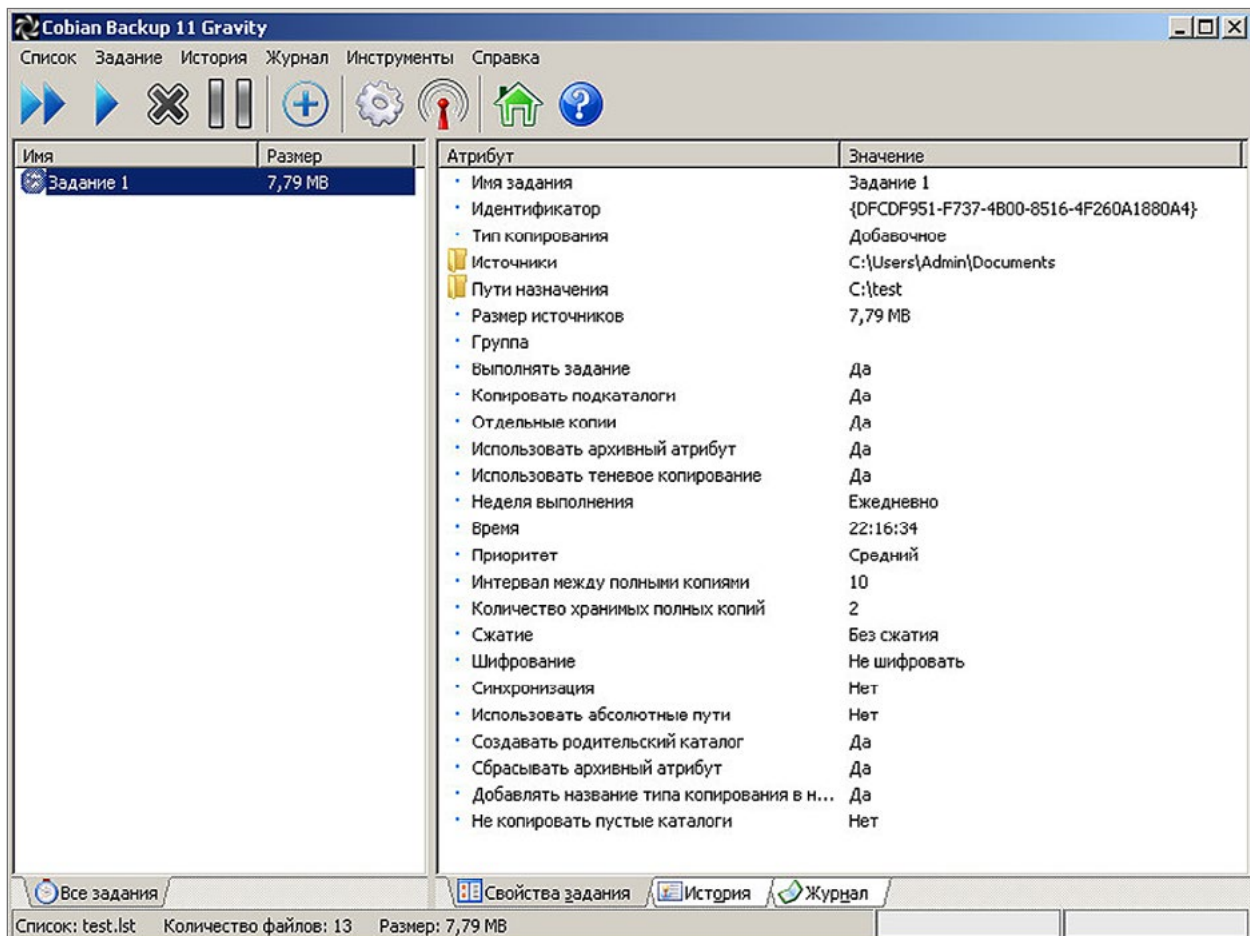 Cobian Backup 11 Gravity
Список Задание История Журнал Инструменты Справка
Имя Размер
Задание 1 7,79 MB
Атрибут Значение
Имя задания Задание 1
Идентификатор {DFCDF951-F737-4B00-8516-4F260A1880A4}
Тип копирования Добавочное
Источники C:\Users\Admin\Documents
Пути назначения C:\test
Размер источников 7,79 MB
Группа
Выполнять задание Да
Копировать подкаталоги Да
Отдельные копии Да
Использовать архивный атрибут Да
Использовать теневое копирование Да
Неделя выполнения Ежедневно
Время 22:16:34
Приоритет Средний
Интервал между полными копиями 10
Количество хранимых полных копий 2
Сжатие Без сжатия
Шифрование Не шифровать
Синхронизация Нет
Использовать абсолютные пути Нет
Создавать родительский каталог Да
Сбрасывать архивный атрибут Да
Добавлять название типа копирования в н... Да
Не копировать пустые каталоги Нет
Все задания
Свойства задания История Журнал
Список: test.lst Количество файлов: 13 Размер: 7,79 MB